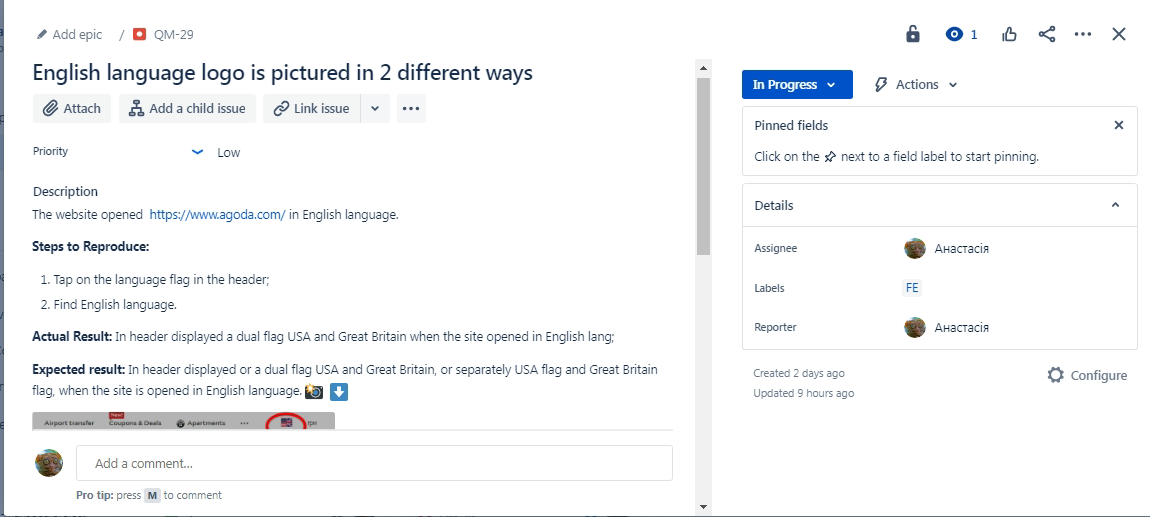 Add epic / QM-29
1
English language logo is pictured in 2 different ways
Attach Add a child issue Link issue
Priority Low
Description
The website opened https://www.agoda.com/ in English language.
Steps to Reproduce:
1. Tap on the language flag in the header;
2. Find English language.
Actual Result: In header displayed a dual flag USA and Great Britain when the site opened in English lang;
Expected result: In header displayed or a dual flag USA and Great Britain, or separately USA flag and Great Britain
flag, when the site is opened in English language.
New!
Airport transfer Coupons & Deals Apartments
Add a comment...
Pro tip: press M to comment
In Progress Actions
Pinned fields
Click on the next to a field label to start pinning.
Details
Assignee Анастасія
Labels FE
Reporter Анастасія
Created 2 days ago
Configure
Updated 9 hours ago